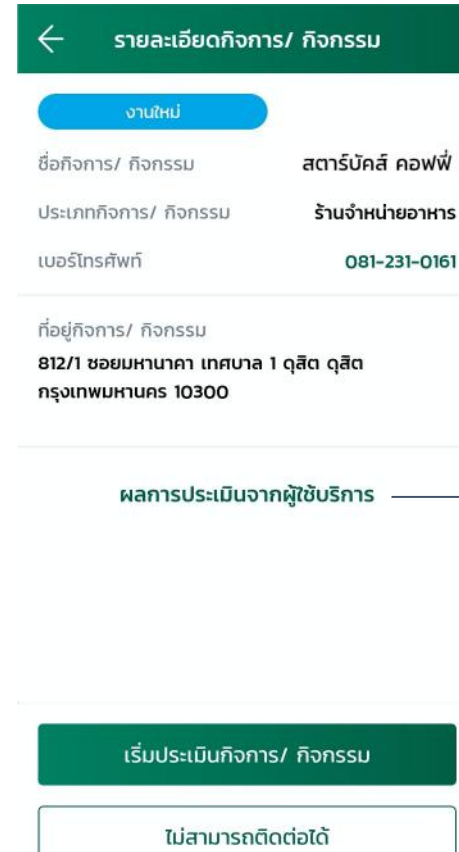 รายละเอียดกิจการ/ กิจกรรม
งานใหม่
ชื่อกิจการ/ กิจกรรม สตาร์บัคส์ คอฟฟี่
ประเภทกิจการ/ กิจกรรม ร้านจำหน่ายอาหาร
เบอร์โทรศัพท์ 081-231-0161
ที่อยู่กิจการ/ กิจกรรม
812/1 ซอยมหานาคา เทศบาล 1 ดุสิต ดุสิต
กรุงเทพมหานคร 10300
ผลการประเมินจากผู้ใช้บริการ
เริ่มประเมินกิจการ/ กิจกรรม
ไม่สามารถติดต่อได้